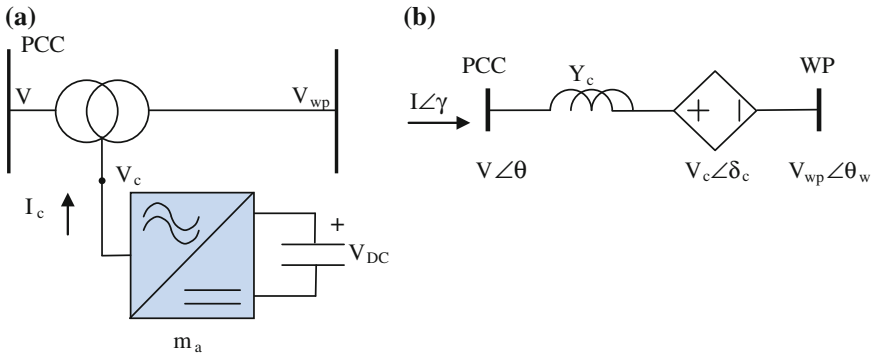 (a)
PCC
V
V_wp
V_c
I_c
+
V_DC
m_a
(b)
PCC
Y_c
WP
I∠γ
+
V∠θ
V_c∠δ_c
V_wp∠θ_w